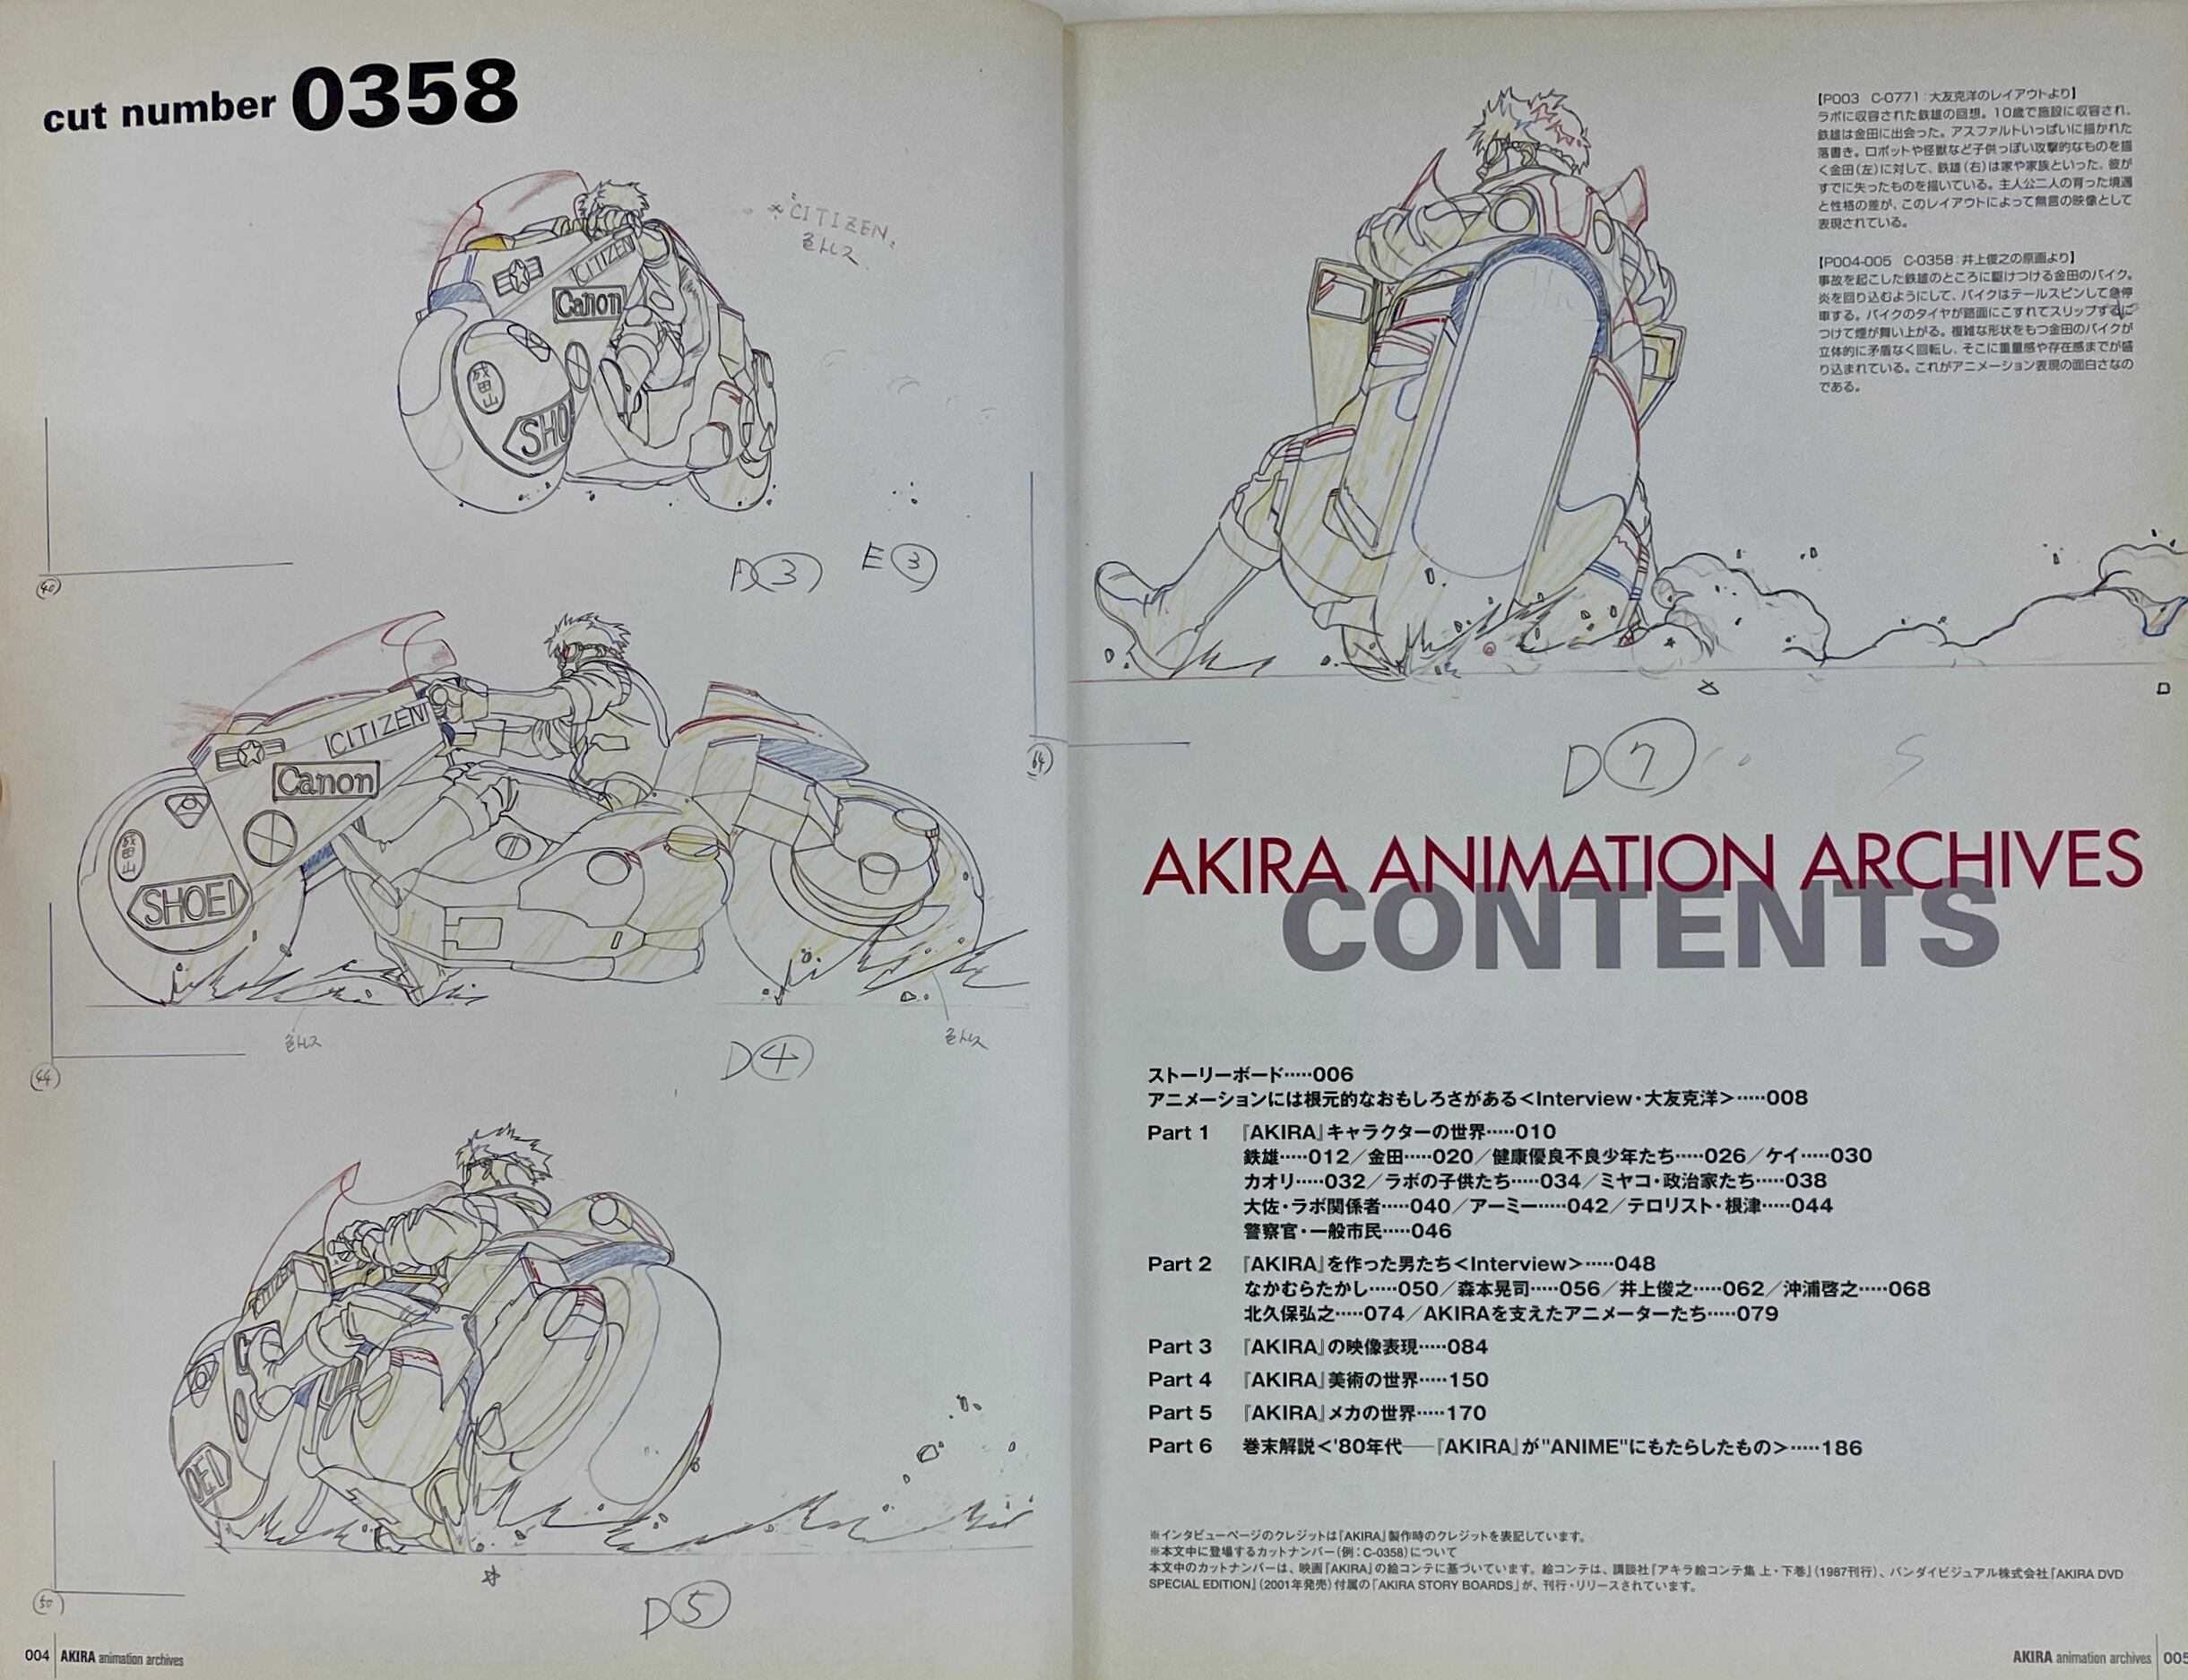 cut number 0358
"CITIZEN"
色トレス
CITIZEN
Canon
成田山
SHO
D③ E③
㊵
CITIZEN
Canon
成田山
SHOEI
色トレス
色トレス
D④
㊹
CITIZEN
C
OEI
D⑤
㊿
004 AKIRA animation archives
【P003 C-0771:大友克洋のレイアウトより】
ラボに収容された鉄雄の回想。10歳で施設に収容され、
鉄雄は金田に出会った。アスファルトいっぱいに描かれた
落書き。ロボットや怪獣など子供っぽい攻撃的なものを描
く金田(左)に対して、鉄雄(右)は家や家族といった、彼が
すでに失ったものを描いている。主人公二人の育った境遇
と性格の差が、このレイアウトによって無言の映像として
表現されている。
【P004-005 C-0358:井上俊之の原画より】
事故を起こした鉄雄のところに駆けつける金田のバイク。
炎を回り込むようにして、バイクはテールスピンして急停
車する。バイクのタイヤが路面にこすれてスリップするに
つけて煙が舞い上がる。複雑な形状をもつ金田のバイクが
立体的に矛盾なく回転し、そこに重量感や存在感までが盛
り込まれている。これがアニメーション表現の面白さなの
である。
64
D⑦
AKIRA ANIMATION ARCHIVES
CONTENTS
ストーリーボード……006
アニメーションには根元的なおもしろさがある<Interview・大友克洋>……008
Part 1 『AKIRA』キャラクターの世界……010
鉄雄……012/金田……020/健康優良不良少年たち……026/ケイ……030
カオリ……032/ラボの子供たち……034/ミヤコ・政治家たち……038
大佐・ラボ関係者……040/アーミー……042/テロリスト・根津……044
警察官・一般市民……046
Part 2 『AKIRA』を作った男たち<Interview>……048
なかむらたかし……050/森本晃司……056/井上俊之……062/沖浦啓之……068
北久保弘之……074/AKIRAを支えたアニメーターたち……079
Part 3 『AKIRA』の映像表現……084
Part 4 『AKIRA』美術の世界……150
Part 5 『AKIRA』メカの世界……170
Part 6 巻末解説<'80年代──『AKIRA』が"ANIME"にもたらしたもの>……186
※インタビューページのクレジットは『AKIRA』製作時のクレジットを表記しています。
※本文中に登場するカットナンバー(例:C-0358)について
本文中のカットナンバーは、映画『AKIRA』の絵コンテに基づいています。絵コンテは、講談社『アキラ絵コンテ集 上・下巻』(1987刊行)、バンダイビジュアル株式会社『AKIRA DVD
SPECIAL EDITION』(2001年発売)付属の「AKIRA STORY BOARDS」が、刊行・リリースされています。
AKIRA animation archives 005